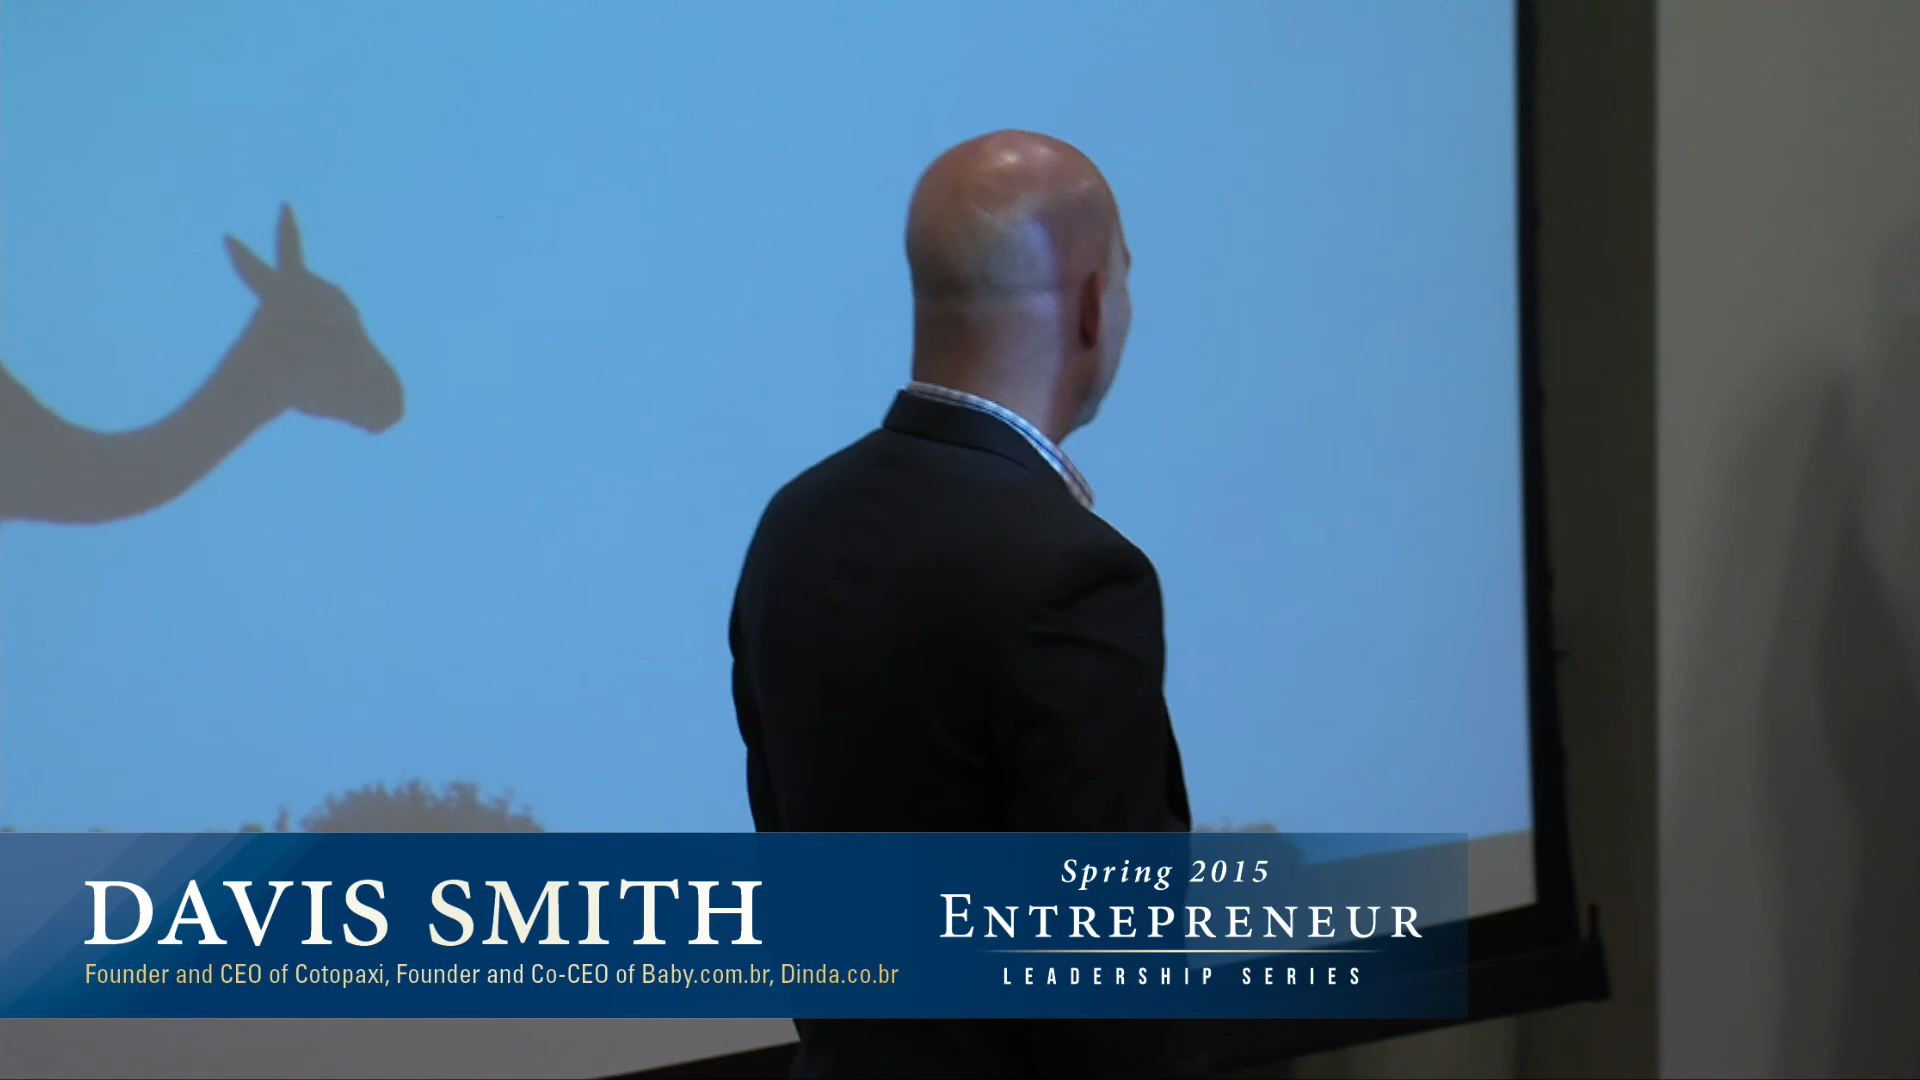 DAVIS SMITH
Founder and CEO of Cotopaxi, Founder and Co-CEO of Baby.com.br, Dinda.co.br
Spring 2015
ENTREPRENEUR
LEADERSHIP SERIES